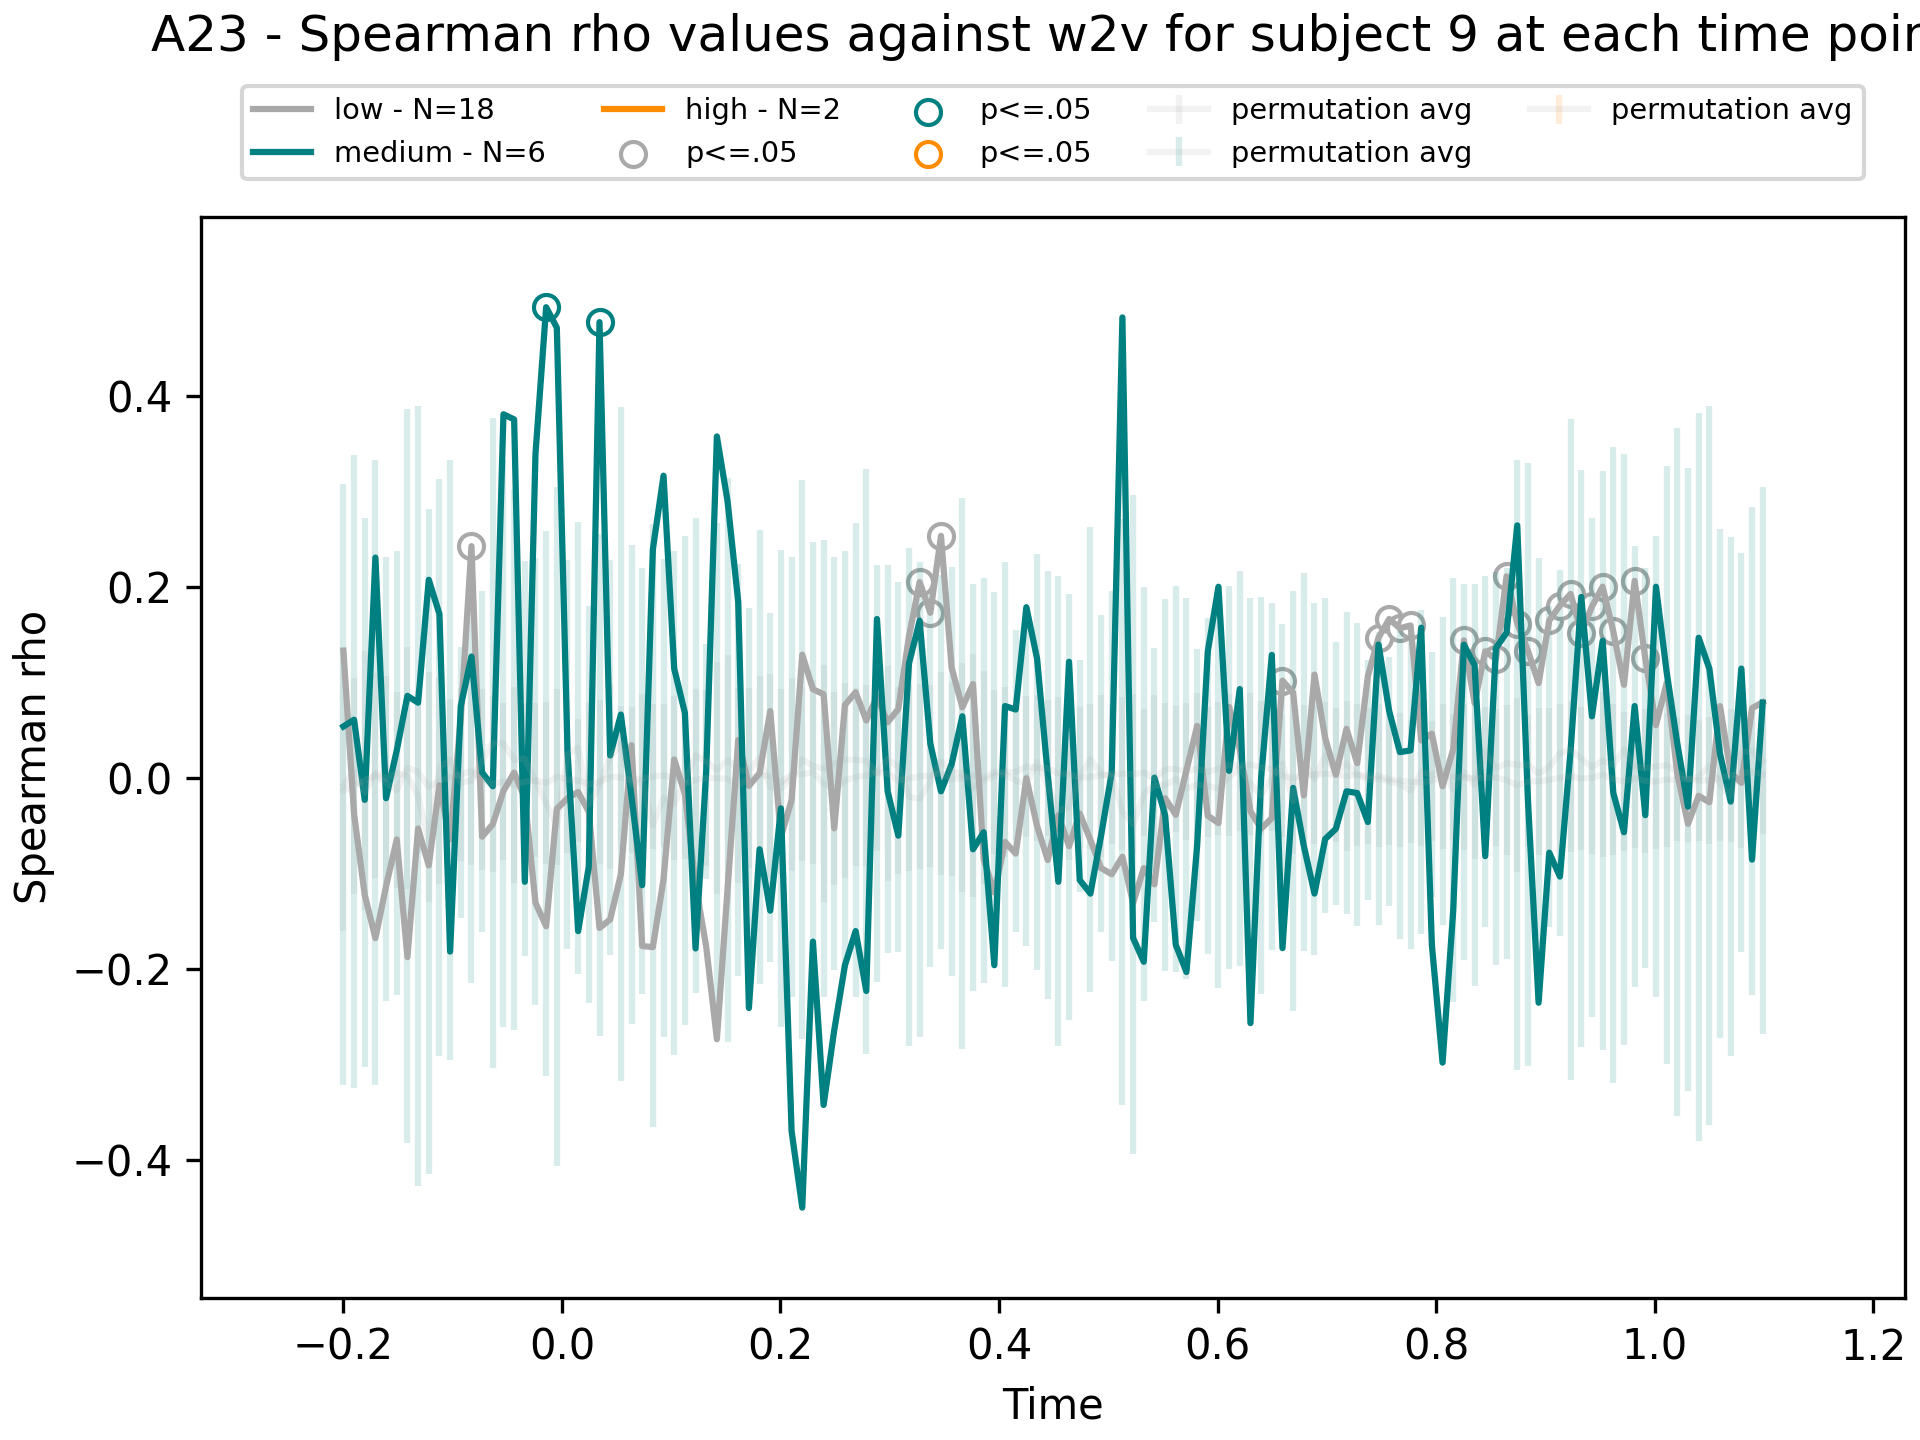 A23 - Spearman rho values against w2v for subject 9 at each time poin
low - N=18
medium - N=6
high - N=2
p<=.05
p<=.05
p<=.05
permutation avg
permutation avg
permutation avg
Spearman rho
0.4
0.2
0.0
−0.2
−0.4
−0.2 0.0 0.2 0.4 0.6 0.8 1.0 1.2
Time